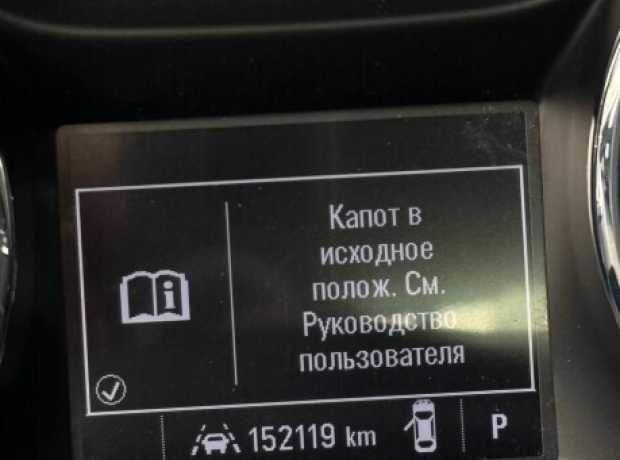 Капот в
исходное
полож. См.
Руководство
пользователя
152119 km P